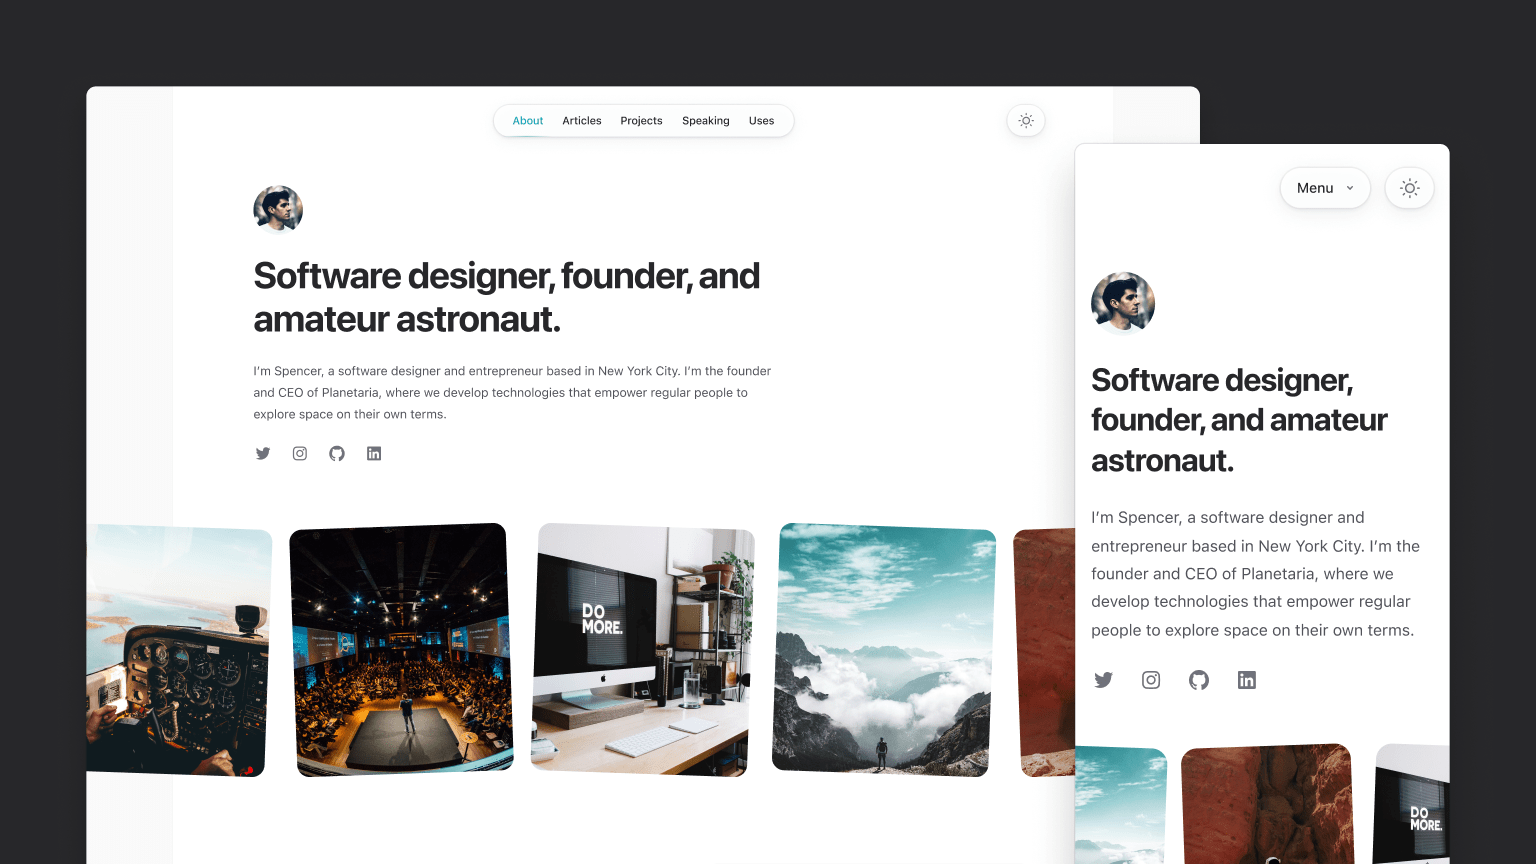 About Articles Projects Speaking Uses
Software designer, founder, and
amateur astronaut.
I’m Spencer, a software designer and entrepreneur based in New York City. I’m the founder
and CEO of Planetaria, where we develop technologies that empower regular people to
explore space on their own terms.
DO
MORE.
Menu
Software designer,
founder, and amateur
astronaut.
I’m Spencer, a software designer and
entrepreneur based in New York City. I’m the
founder and CEO of Planetaria, where we
develop technologies that empower regular
people to explore space on their own terms.
DO
MORE.